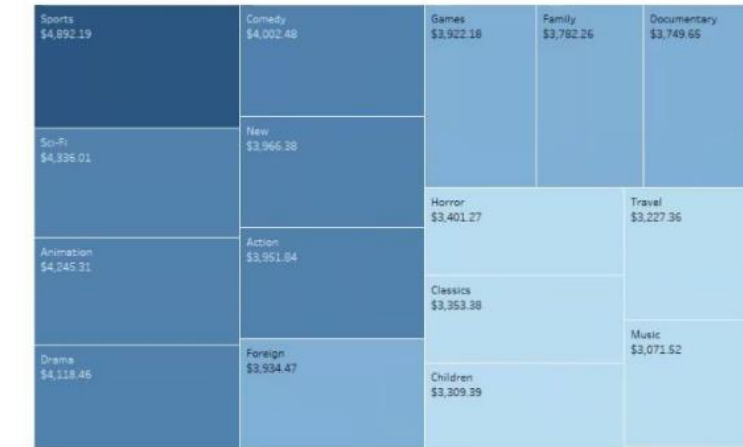 Sports
$4,892.19
Sci-Fi
$4,336.01
Animation
$4,245.31
Drama
$4,118.46
Comedy
$4,002.48
New
$3,966.38
Action
$3,951.84
Foreign
$3,934.47
Games
$3,922.18
Family
$3,782.26
Documentary
$3,749.65
Horror
$3,401.27
Classics
$3,353.38
Children
$3,309.39
Travel
$3,227.36
Music
$3,071.52